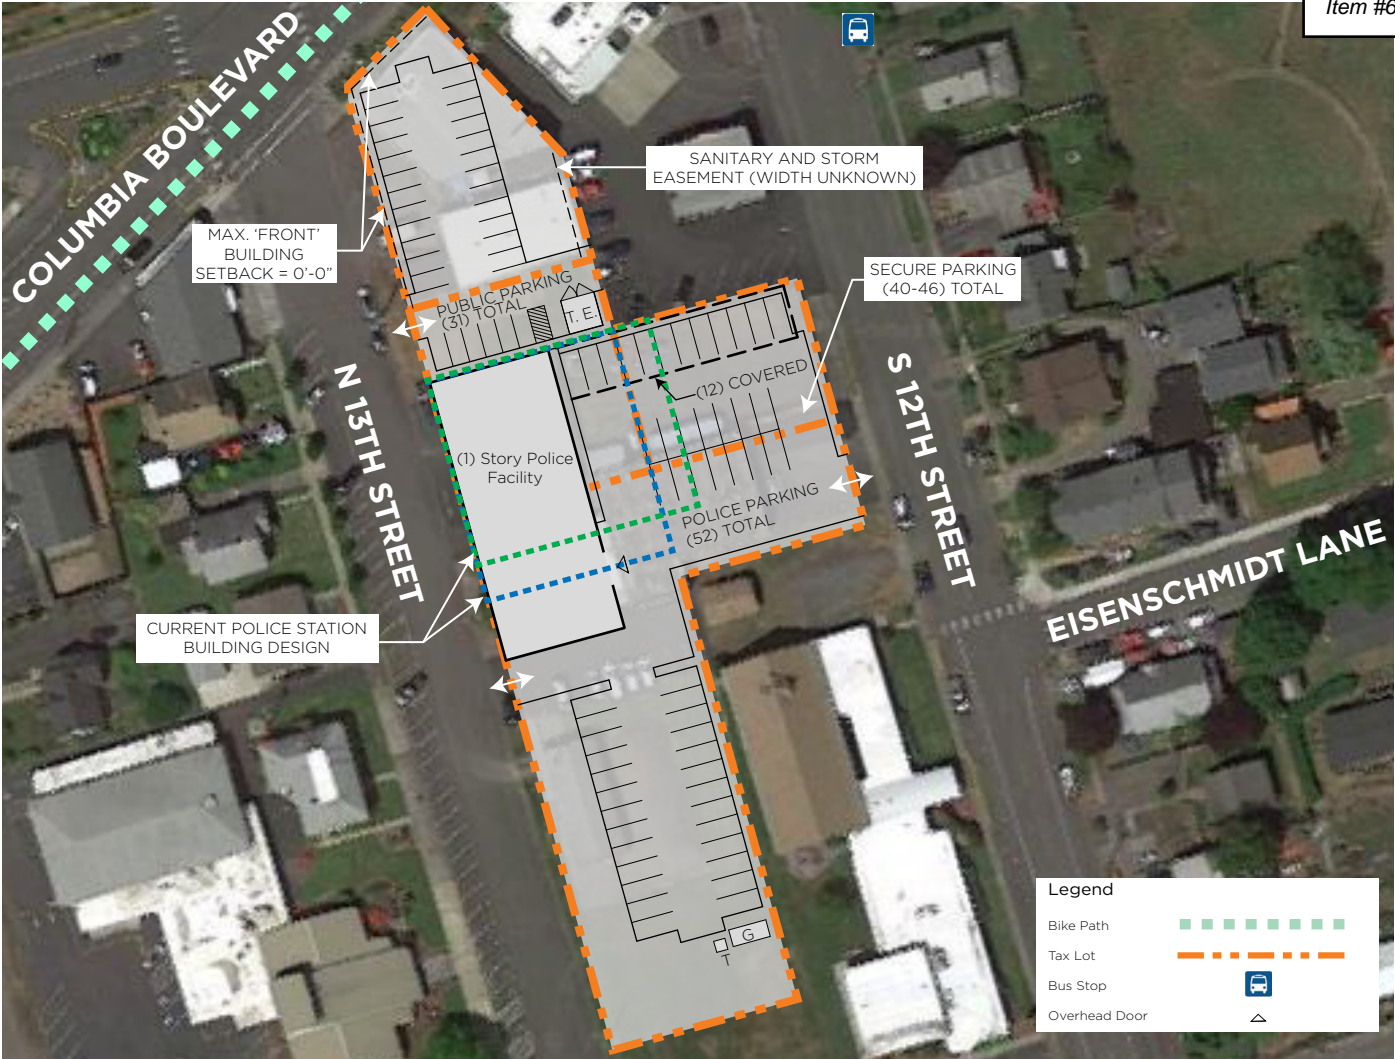 Item #6
COLUMBIA BOULEVARD
SANITARY AND STORM
EASEMENT (WIDTH UNKNOWN)
MAX. ‘FRONT’
BUILDING
SETBACK = 0’-0”
SECURE PARKING
(40-46) TOTAL
PUBLIC PARKING
(31) TOTAL
T. E.
(12) COVERED
N 13TH STREET
S 12TH STREET
(1) Story Police
Facility
POLICE PARKING
(52) TOTAL
EISENSCHMIDT LANE
CURRENT POLICE STATION
BUILDING DESIGN
G
T
Legend
Bike Path
Tax Lot
Bus Stop
Overhead Door